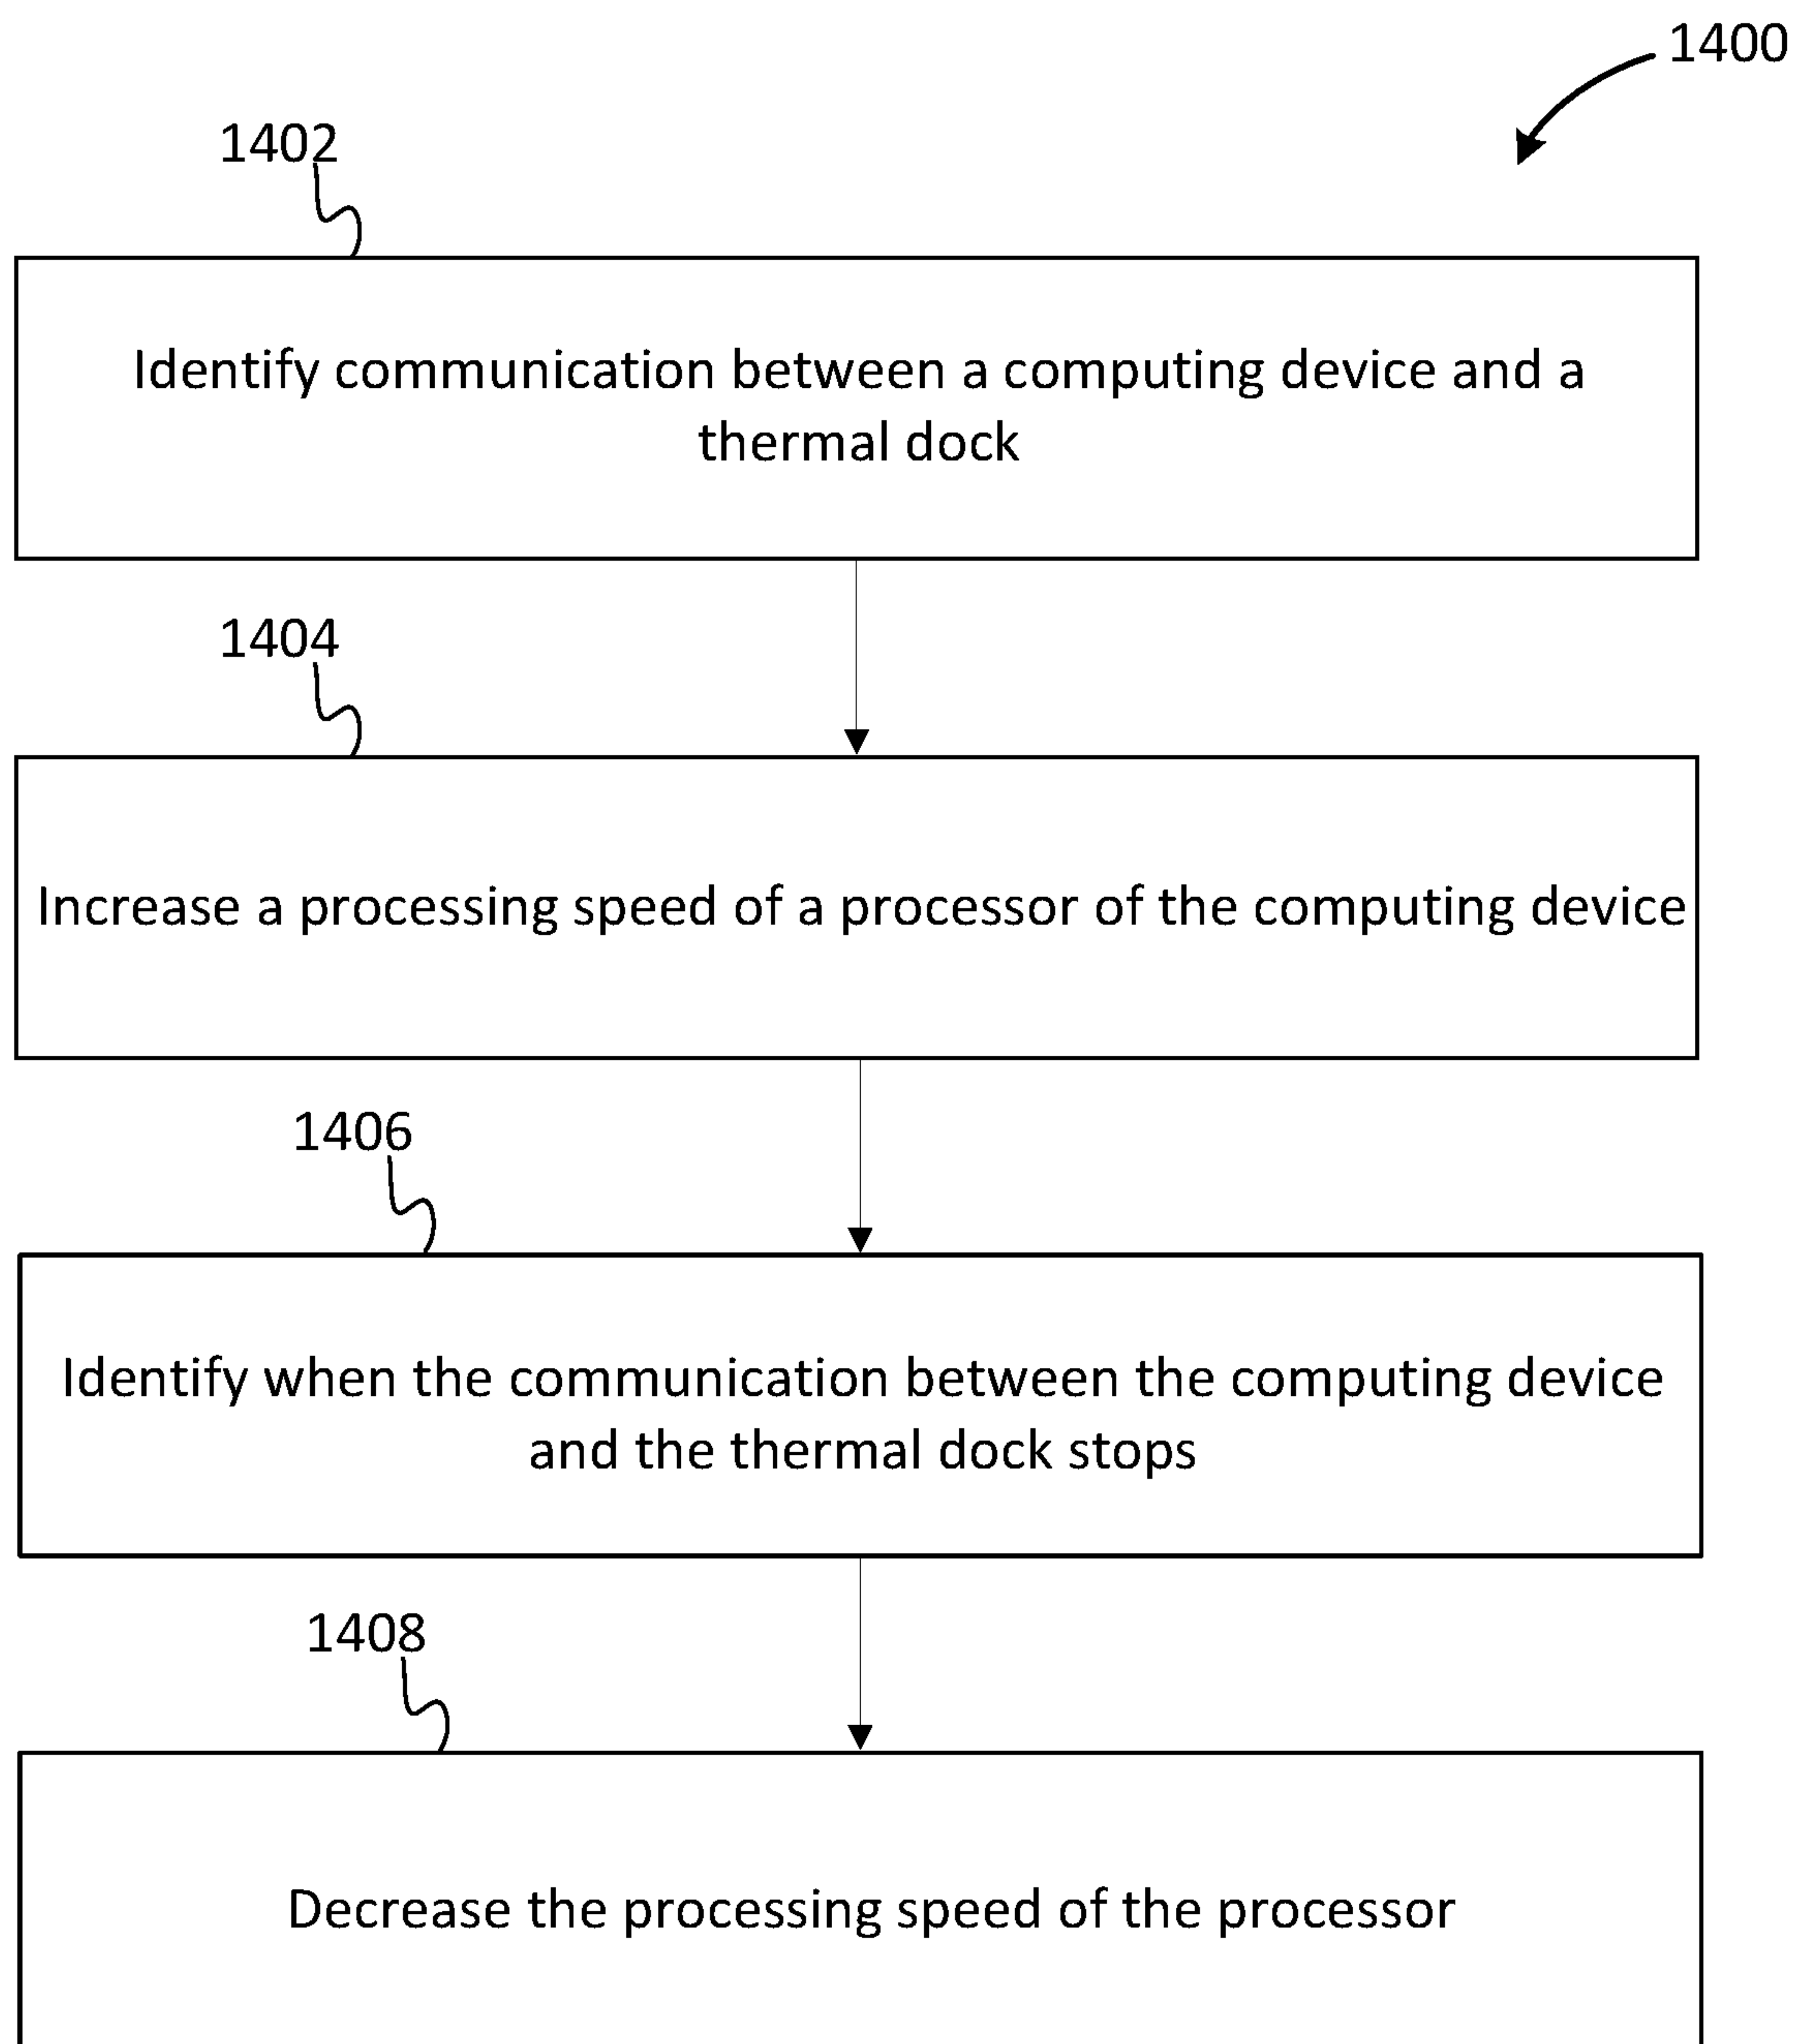 1400
1402
Identify communication between a computing device and a
thermal dock
1404
Increase a processing speed of a processor of the computing device
1406
Identify when the communication between the computing device
and the thermal dock stops
1408
Decrease the processing speed of the processor